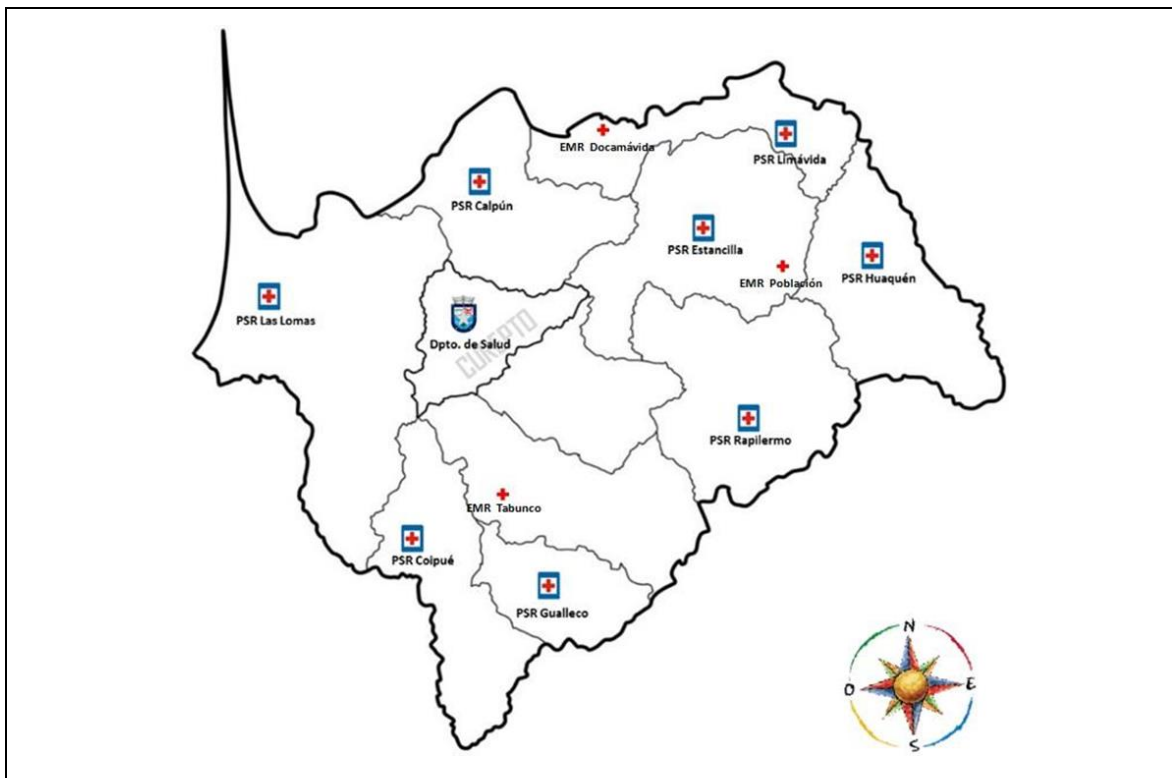 EMR Docamávida
PSR Limávida
PSR Calpún
PSR Estancilla
EMR Población
PSR Huaquén
PSR Las Lomas
Dpto. de Salud
CUREPTO
PSR Rapilermo
EMR Tabunco
PSR Coipué
PSR Gualleco
N
O
E
S